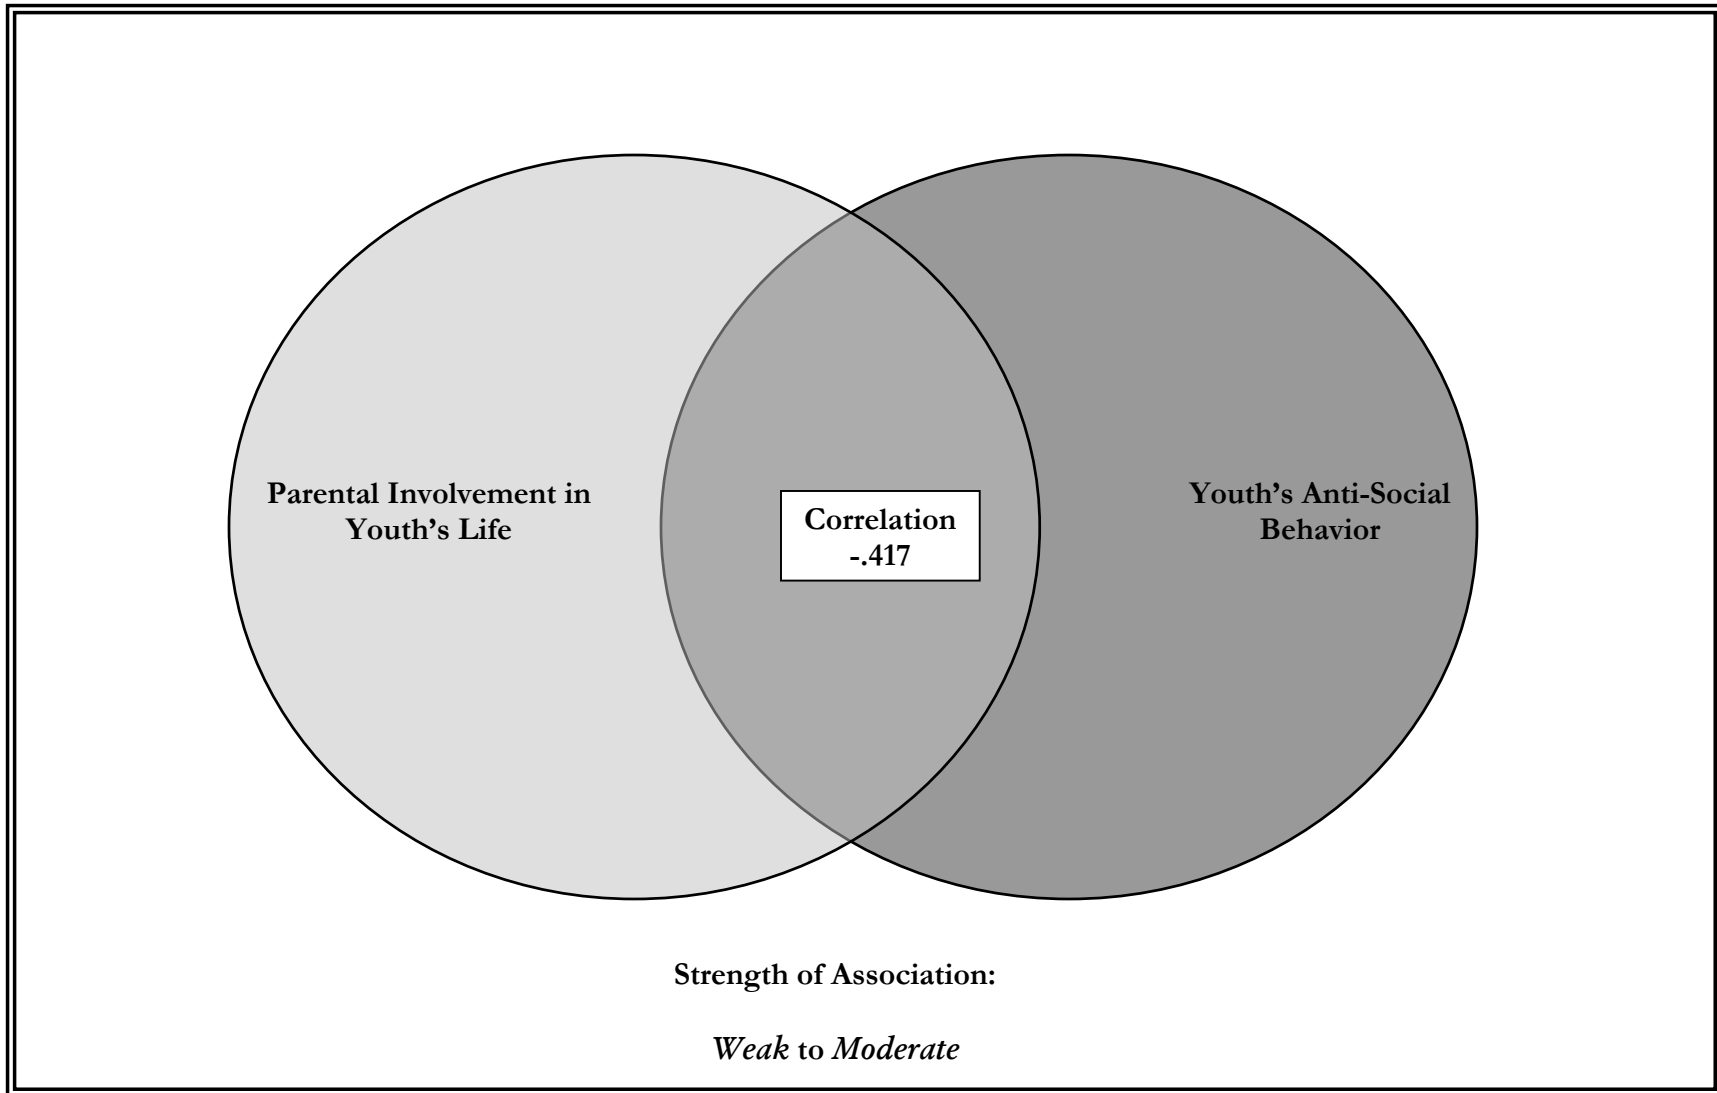 Parental Involvement in
Youth’s Life
Correlation
-.417
Youth’s Anti-Social
Behavior
Strength of Association:
Weak to Moderate